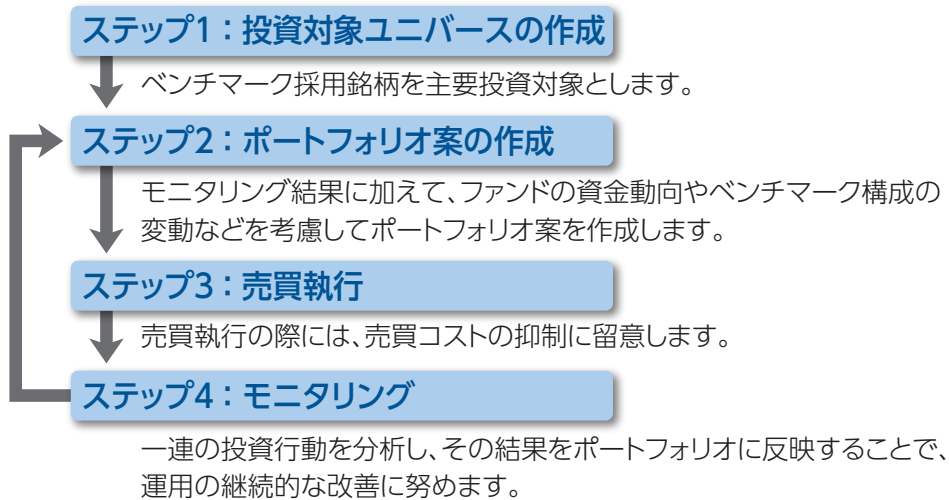 ステップ1：投資対象ユニバースの作成
ベンチマーク採用銘柄を主要投資対象とします。
ステップ2：ポートフォリオ案の作成
モニタリング結果に加えて、ファンドの資金動向やベンチマーク構成の
変動などを考慮してポートフォリオ案を作成します。
ステップ3：売買執行
売買執行の際には、売買コストの抑制に留意します。
ステップ4：モニタリング
一連の投資行動を分析し、その結果をポートフォリオに反映することで、
運用の継続的な改善に努めます。